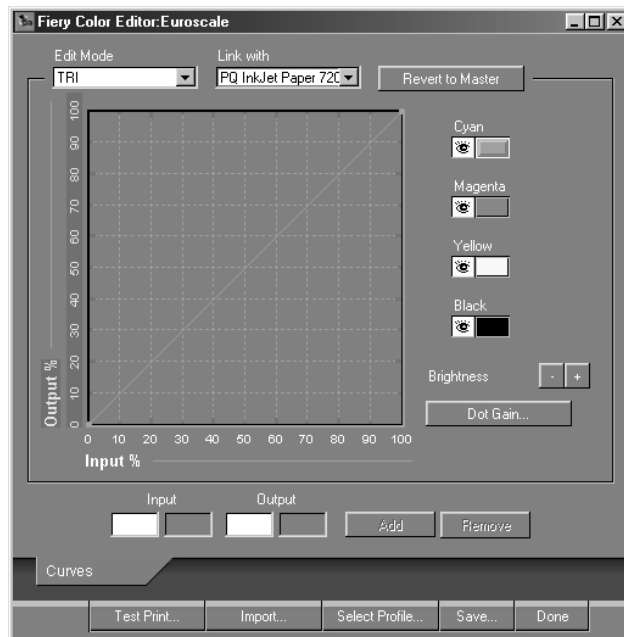 Fiery Color Editor:Euroscale
Edit Mode
Link with
TRI
PQ InkJet Paper 720
Revert to Master
100
90
80
70
60
50
40
30
20
10
0
Output %
0 10 20 30 40 50 60 70 80 90 100
Input %
Cyan
Magenta
Yellow
Black
Brightness
- +
Dot Gain...
Input
Output
Add
Remove
Curves
Test Print...
Import...
Select Profile...
Save...
Done